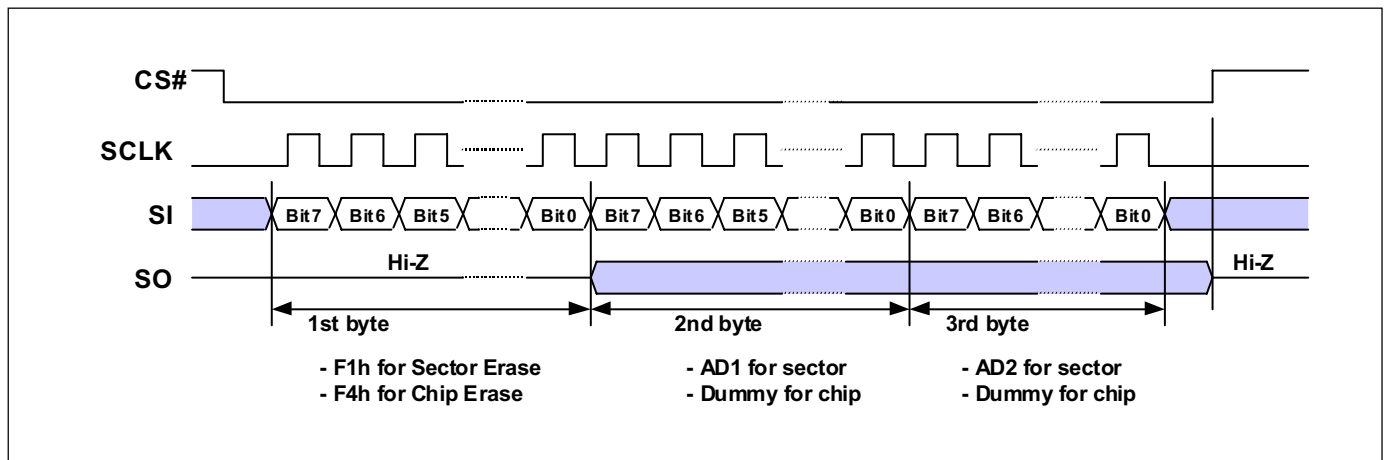 CS#
SCLK
SI Bit7 Bit6 Bit5 Bit0 Bit7 Bit6 Bit5 Bit0 Bit7 Bit6 Bit0
SO Hi-Z Hi-Z
1st byte 2nd byte 3rd byte
- F1h for Sector Erase - AD1 for sector - AD2 for sector
- F4h for Chip Erase - Dummy for chip - Dummy for chip